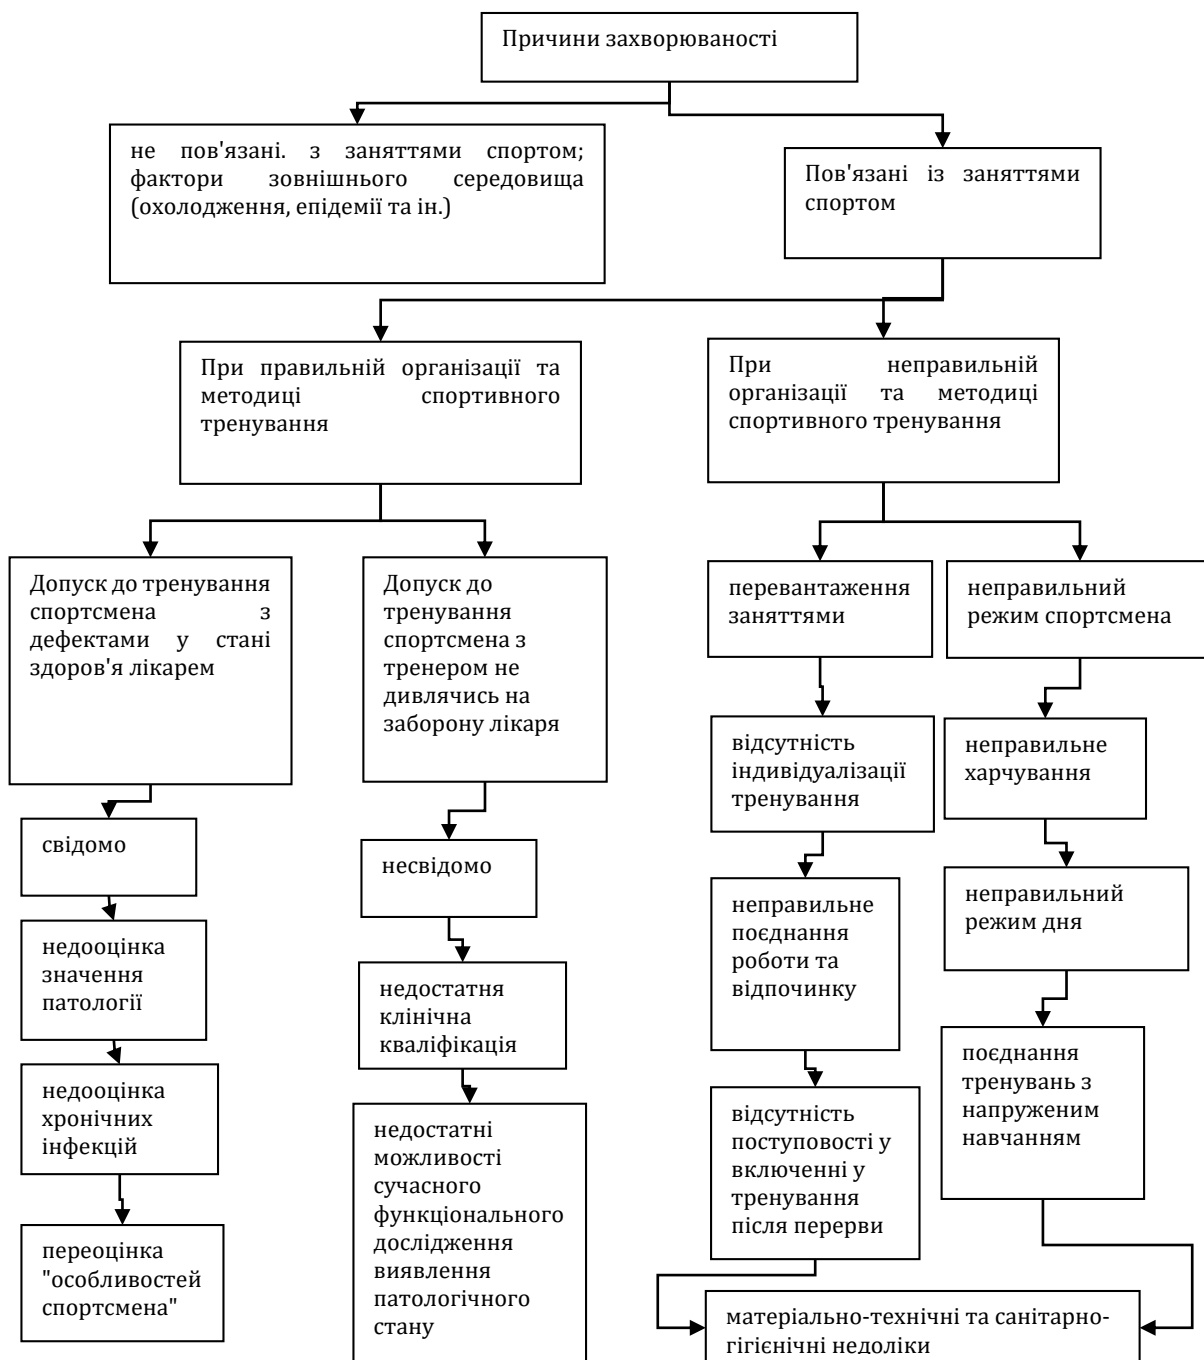 Причини захворюваності
не пов'язані. з заняттями спортом;
фактори зовнішнього середовища
(охолодження, епідемії та ін.)
Пов'язані із заняттями
спортом
При правильній організації та
методиці спортивного
тренування
При неправильній
організації та методиці
спортивного тренування
Допуск до тренування
спортсмена з
дефектами у стані
здоров'я лікарем
Допуск до
тренування
спортсмена з
тренером не
дивлячись на
заборону лікаря
перевантаження
заняттями
неправильний
режим спортсмена
відсутність
індивідуалізації
тренування
неправильне
харчування
свідомо
несвідомо
неправильне
поєднання
роботи та
відпочинку
неправильний
режим дня
недооцінка
значення
патології
недостатня
клінічна
кваліфікація
поєднання
тренувань з
напруженим
навчанням
недооцінка
хронічних
інфекцій
недостатні
можливості
сучасного
функціонального
дослідження
виявлення
патологічного
стану
відсутність
поступовості у
включенні у
тренування
після перерви
переоцінка
"особливостей
спортсмена"
матеріально-технічні та санітарно-
гігієнічні недоліки